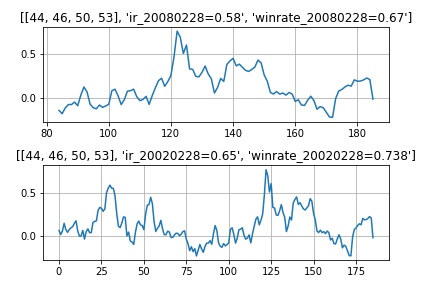 [[44, 46, 50, 53], 'ir_20080228=0.58', 'winrate_20080228=0.67']
0.5
0.0
80 100 120 140 160 180
[[44, 46, 50, 53], 'ir_20020228=0.65', 'winrate_20020228=0.738']
0.5
0.0
0 25 50 75 100 125 150 175